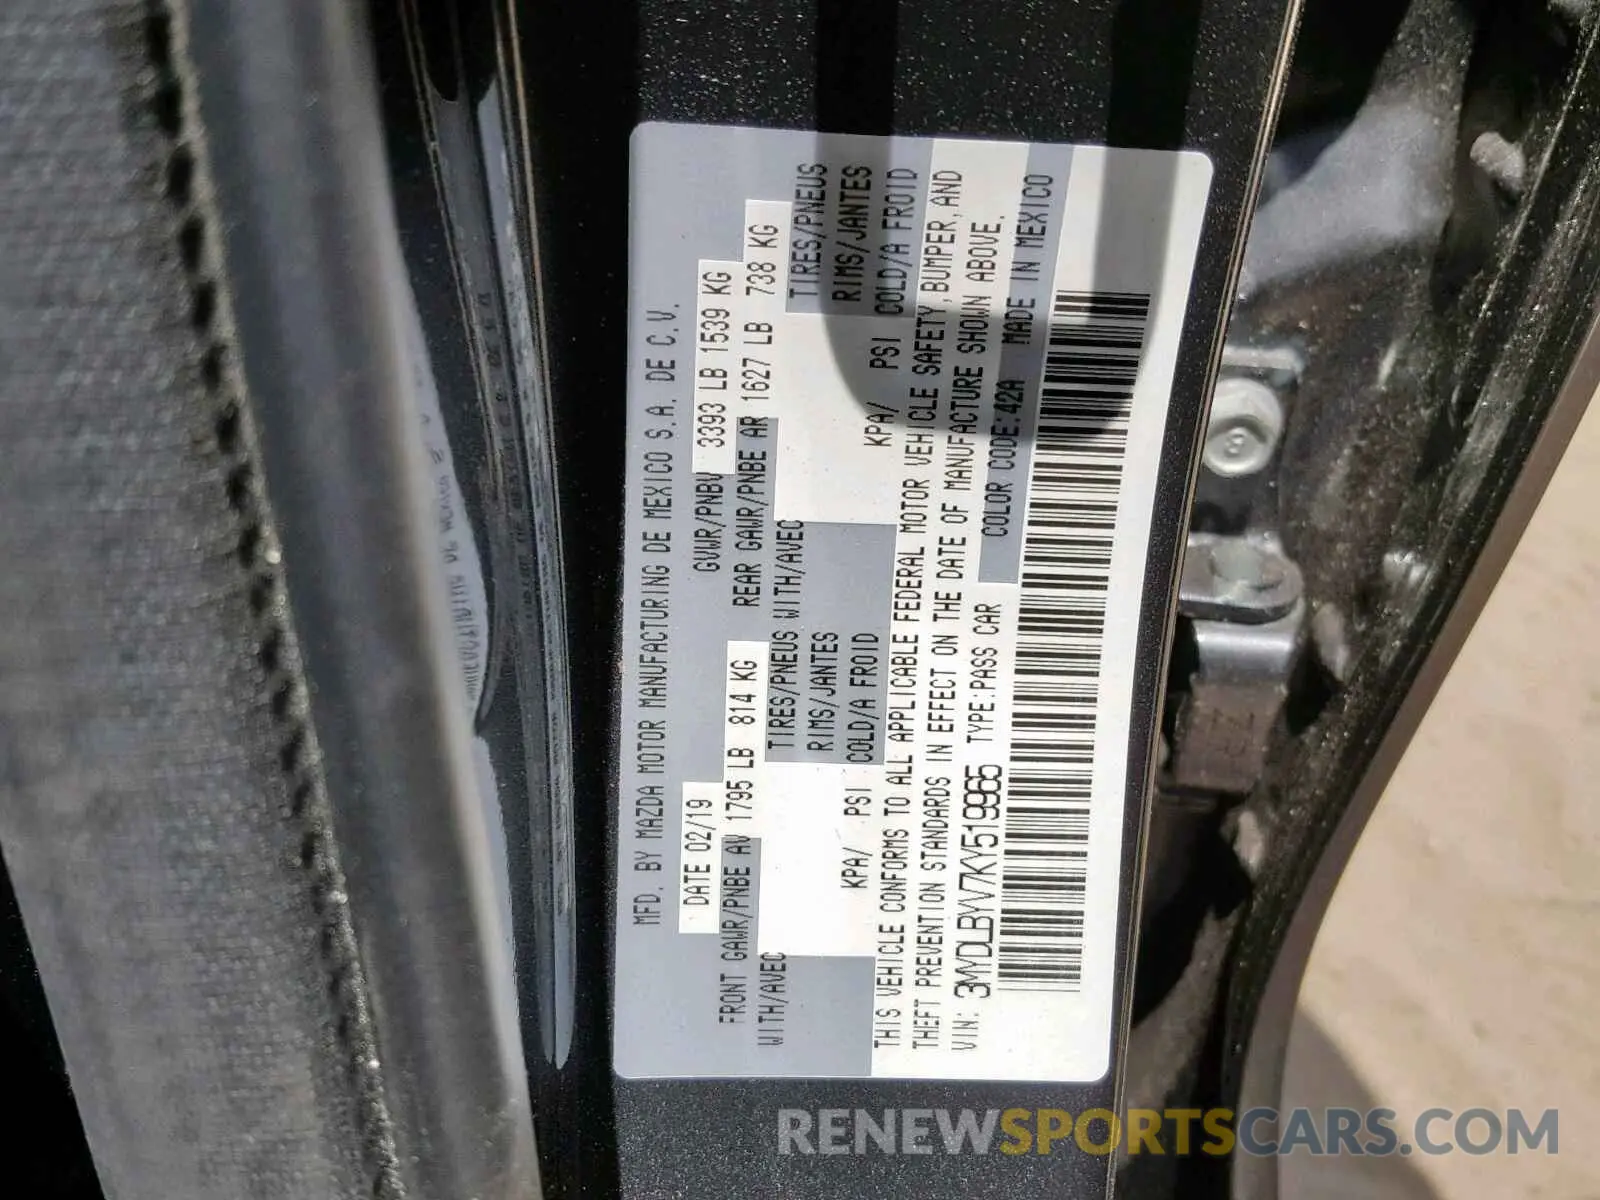 MFD. BY MAZDA MOTOR MANUFACTURING DE MEXICO S.A. DE C.V.
DATE 02/19
GVWR/PNBV 3393 LB 1539 KG
FRONT GAWR/PNBE AV 1795 LB 814 KG
REAR GAWR/PNBE AR 1627 LB 738 KG
WITH/AVEC
TIRES/PNEUS WITH/AVEC
TIRES/PNEUS
RIMS/JANTES
RIMS/JANTES
KPA/ PSI COLD/A FROID
KPA/ PSI COLD/A FROID
THIS VEHICLE CONFORMS TO ALL APPLICABLE FEDERAL MOTOR VEHICLE SAFETY, BUMPER, AND
THEFT PREVENTION STANDARDS IN EFFECT ON THE DATE OF MANUFACTURE SHOWN ABOVE.
VIN: 3MYDLBYV7KY519965 TYPE:PASS CAR COLOR CODE:42A MADE IN MEXICO
RENEWSPORTSCARS.COM